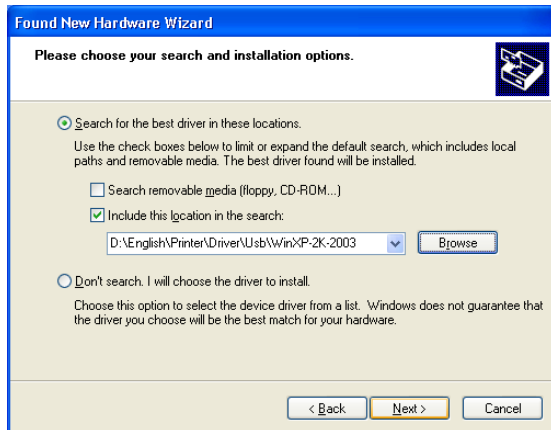 Found New Hardware Wizard
Please choose your search and installation options.
Search for the best driver in these locations.
Use the check boxes below to limit or expand the default search, which includes local
paths and removable media. The best driver found will be installed.
Search removable media (floppy, CD-ROM...)
Include this location in the search:
D:\English\Printer\Driver\Usb\WinXP-2K-2003
Browse
Don't search. I will choose the driver to install.
Choose this option to select the device driver from a list. Windows does not guarantee that
the driver you choose will be the best match for your hardware.
< Back
Next >
Cancel